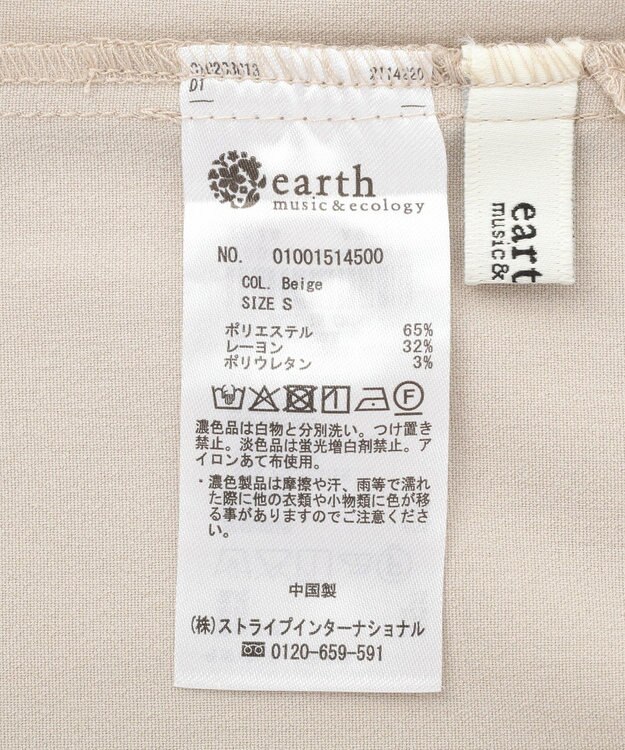 D1
earth
music&ecology
NO. 01001514500
COL. Beige
SIZE S
ポリエステル 65%
レーヨン 32%
ポリウレタン 3%
F
濃色品は白物と分別洗い。つけ置き
禁止。淡色品は蛍光増白剤禁止。ア
イロンあて布使用。
・濃色製品は摩擦や汗、雨等で濡れ
た際に他の衣類や小物類に色が移
る事がありますのでご注意くださ
い。
中国製
(株)ストライプインターナショナル
0120-659-591
eart
music&